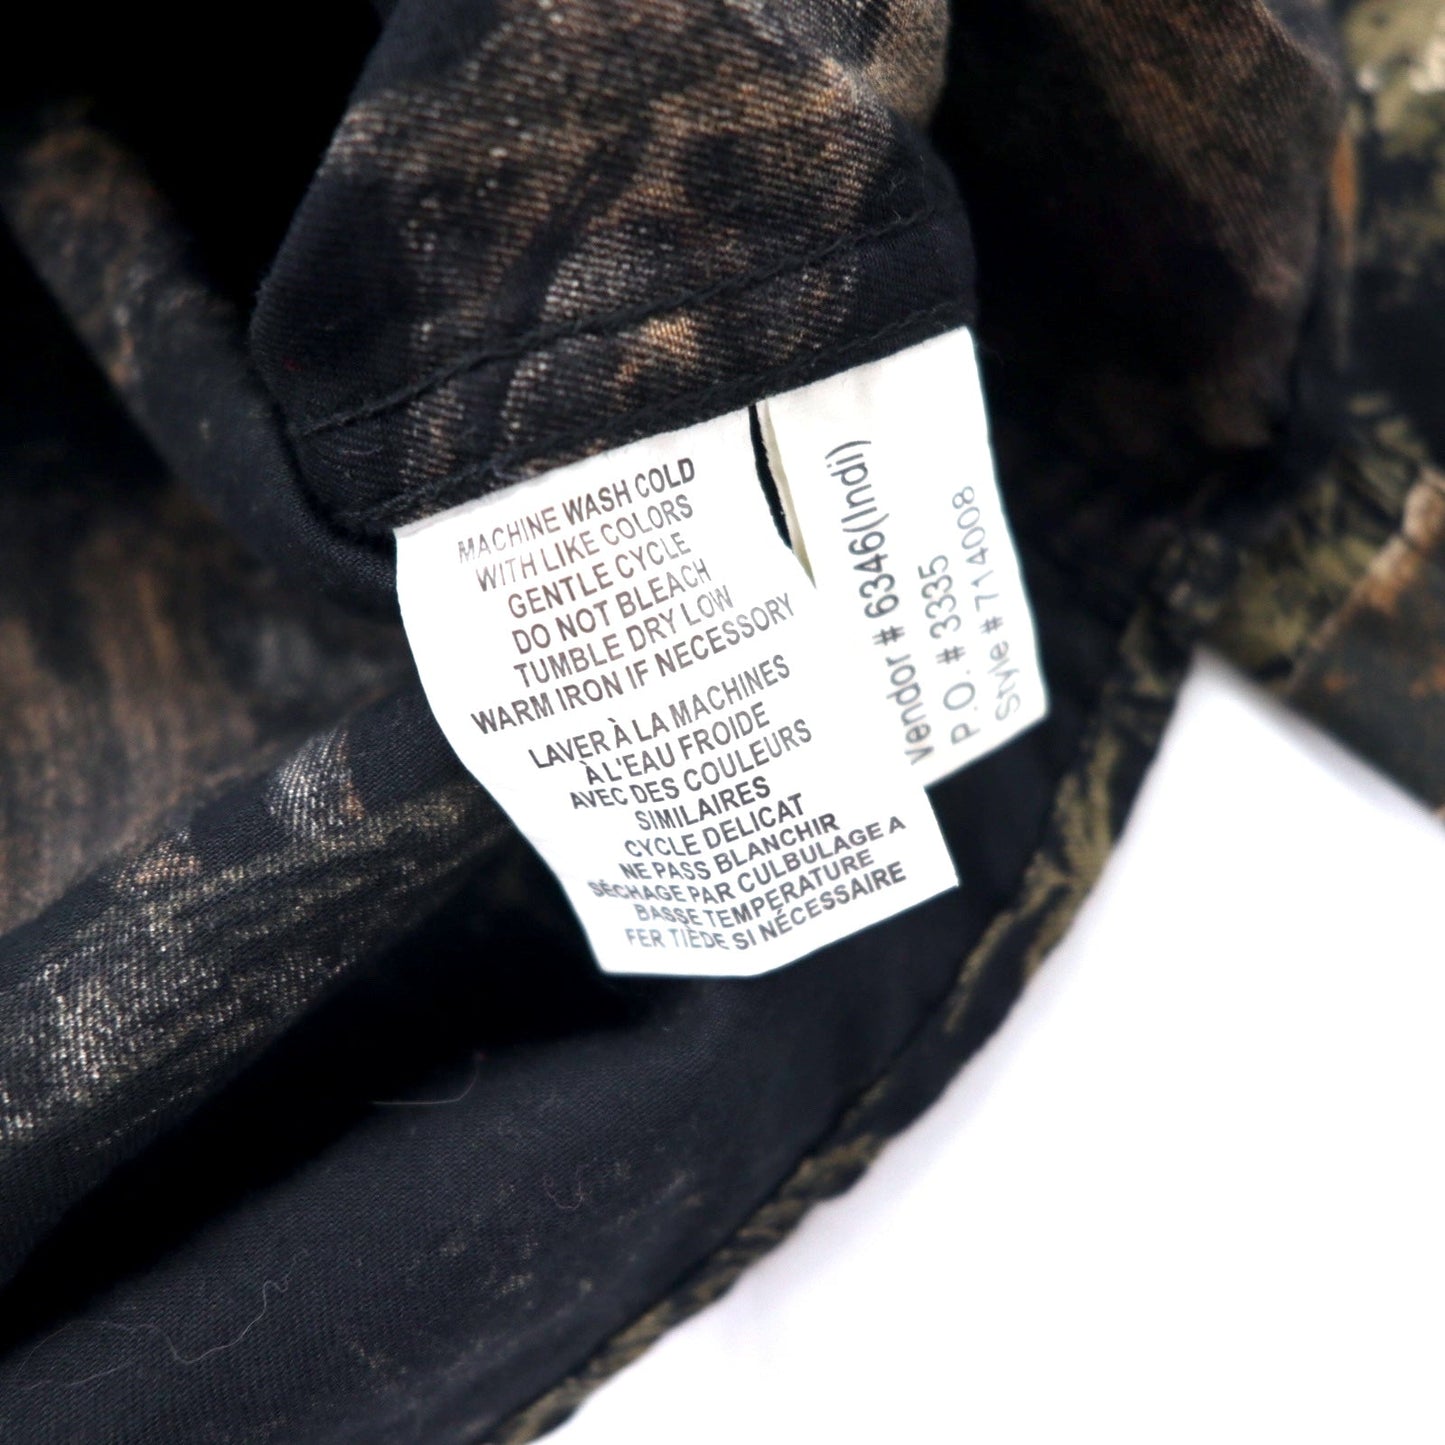 MACHINE WASH COLD
WITH LIKE COLORS
GENTLE CYCLE
DO NOT BLEACH
TUMBLE DRY LOW
WARM IRON IF NECESSORY
LAVER À LA MACHINES
À L'EAU FROIDE
AVEC DES COULEURS
SIMILAIRES
CYCLE DELICAT
NE PASS BLANCHIR
SÉCHAGE PAR CULBULAGE A
BASSE TEMPÉRATURE
FER TIÈDE SI NÉCESSAIRE
Vendor # 6346(Indi)
P.O. # 3335
Style # 714008